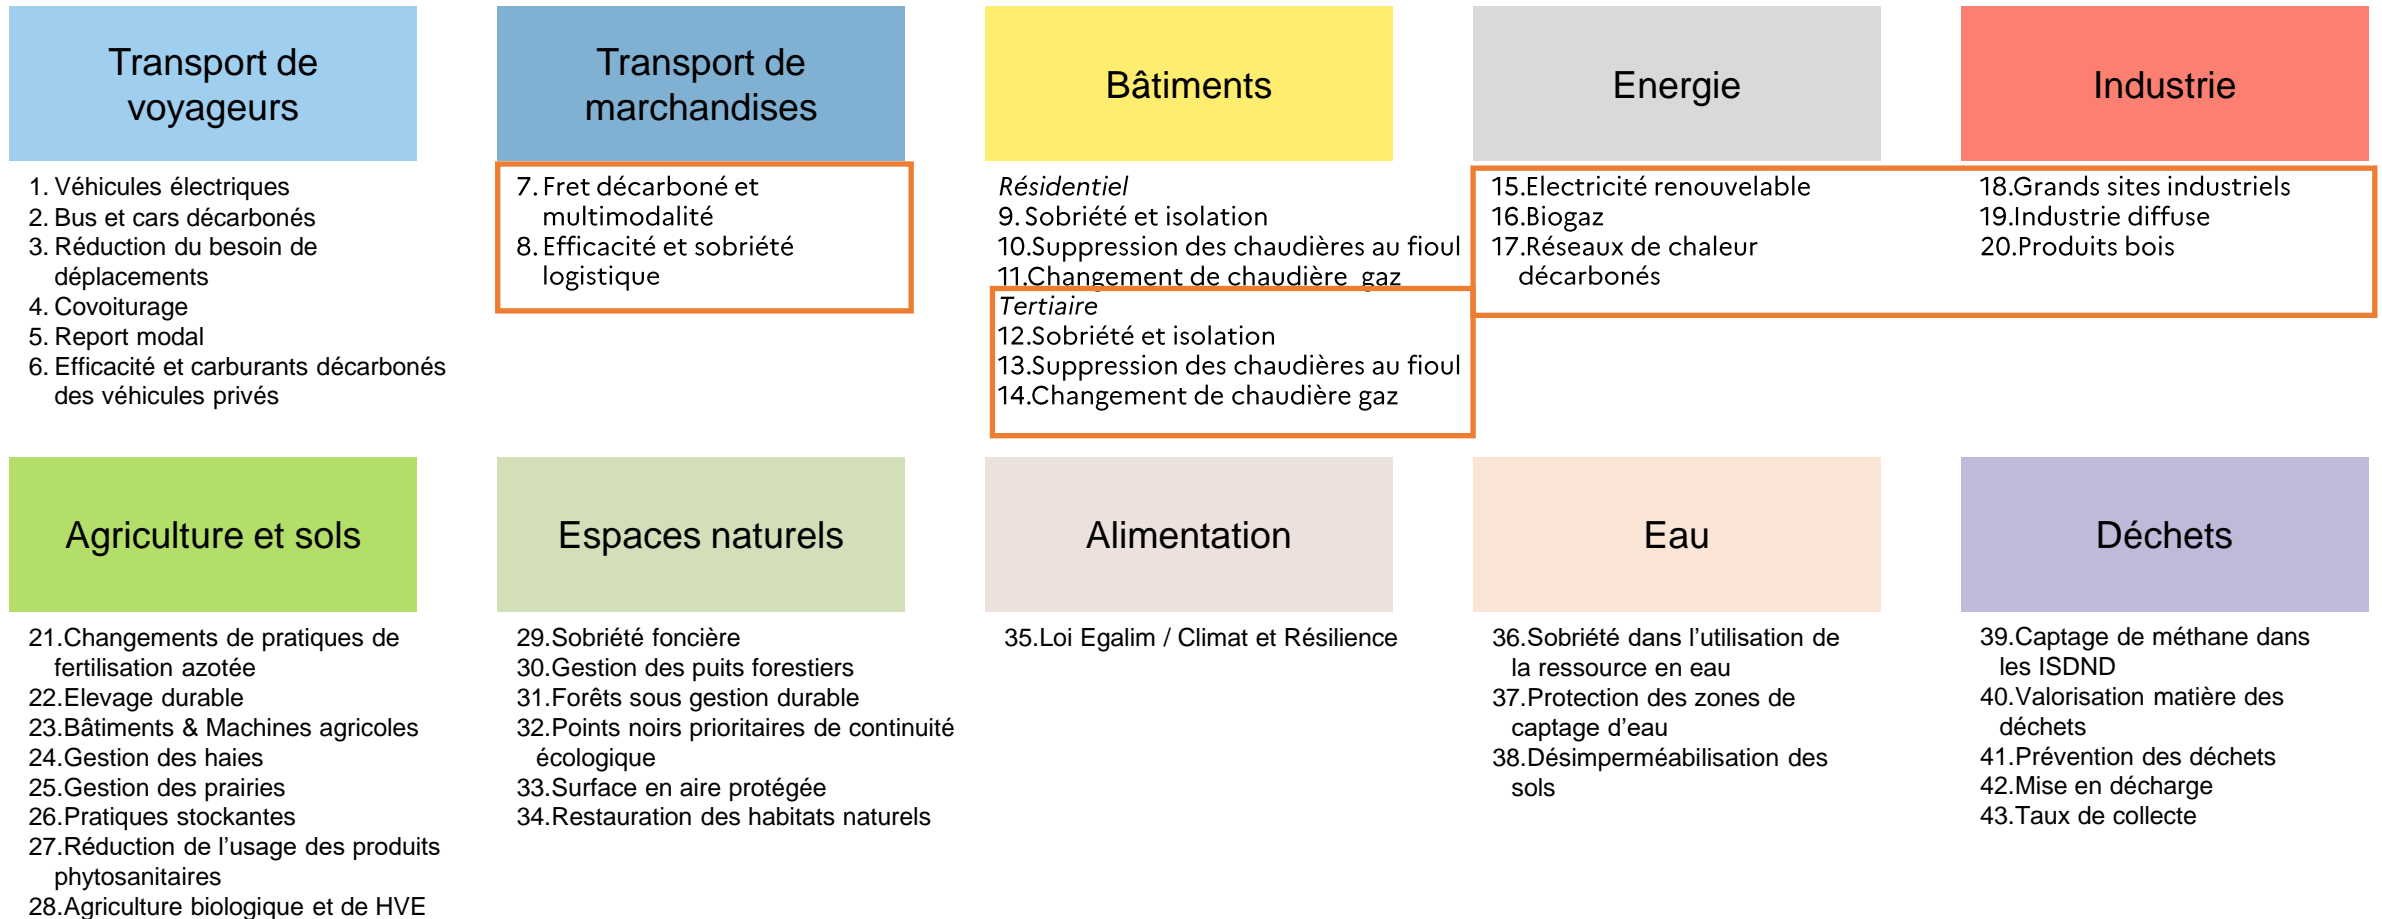 Transport de
voyageurs
1. Véhicules électriques
2. Bus et cars décarbonés
3. Réduction du besoin de
déplacements
4. Covoiturage
5. Report modal
6. Efficacité et carburants décarbonés
des véhicules privés
Transport de
marchandises
7. Fret décarboné et
multimodalité
8. Efficacité et sobriété
logistique
Bâtiments
Résidentiel
9. Sobriété et isolation
10.Suppression des chaudières au fioul
11.Changement de chaudière  gaz
Tertiaire
12.Sobriété et isolation
13.Suppression des chaudières au fioul
14.Changement de chaudière gaz
Energie
15.Electricité renouvelable
16.Biogaz
17.Réseaux de chaleur
décarbonés
Industrie
18.Grands sites industriels
19.Industrie diffuse
20.Produits bois
Agriculture et sols
21.Changements de pratiques de
fertilisation azotée
22.Elevage durable
23.Bâtiments & Machines agricoles
24.Gestion des haies
25.Gestion des prairies
26.Pratiques stockantes
27.Réduction de l’usage des produits
phytosanitaires
28.Agriculture biologique et de HVE
Espaces naturels
29.Sobriété foncière
30.Gestion des puits forestiers
31.Forêts sous gestion durable
32.Points noirs prioritaires de continuité
écologique
33.Surface en aire protégée
34.Restauration des habitats naturels
Alimentation
35.Loi Egalim / Climat et Résilience
Eau
36.Sobriété dans l’utilisation de
la ressource en eau
37.Protection des zones de
captage d’eau
38.Désimperméabilisation des
sols
Déchets
39.Captage de méthane dans
les ISDND
40.Valorisation matière des
déchets
41.Prévention des déchets
42.Mise en décharge
43.Taux de collecte